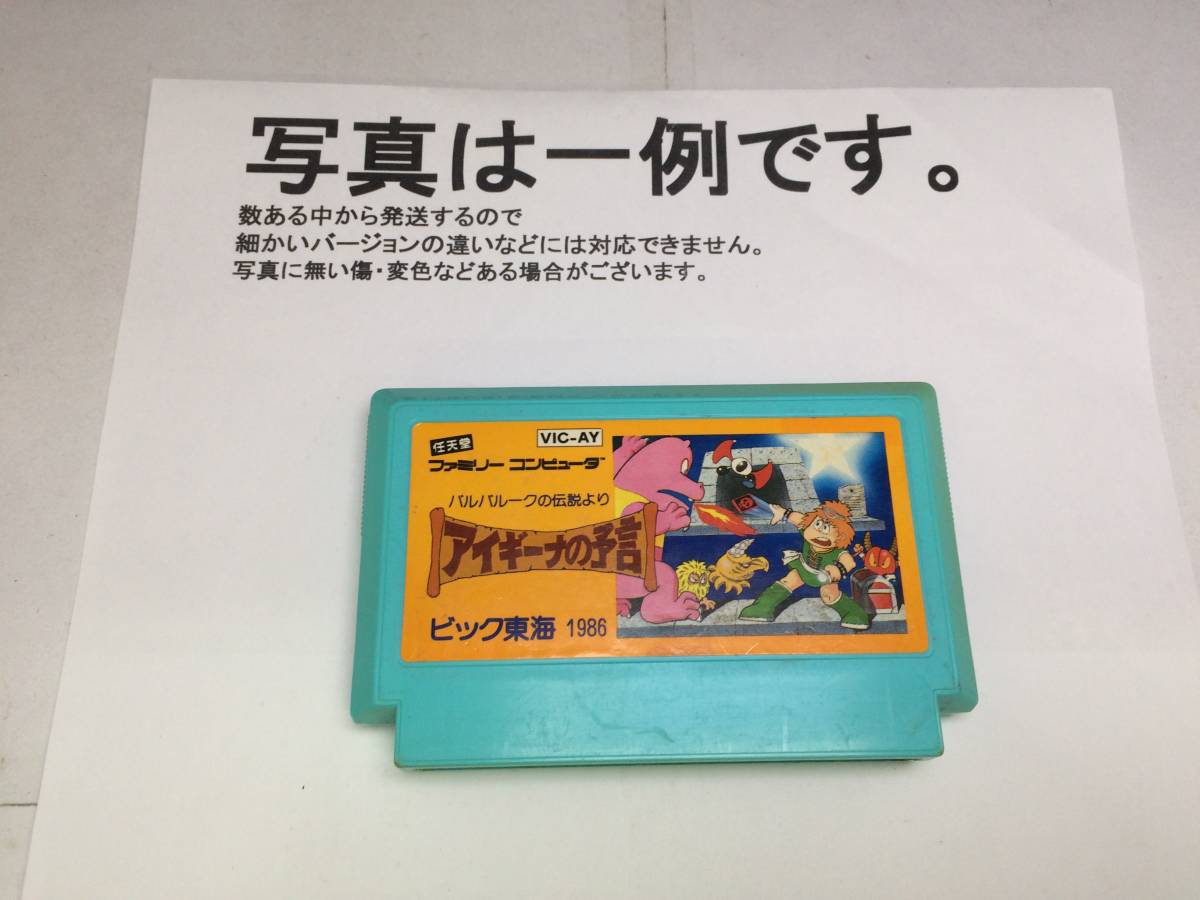 写真は一例です。
数ある中から発送するので
細かいバージョンの違いなどには対応できません。
写真に無い傷・変色などある場合がございます。
任天堂
VIC-AY
ファミリー コンピュータ
バルバルークの伝説より
アイギーナの予言
ビック東海 1986